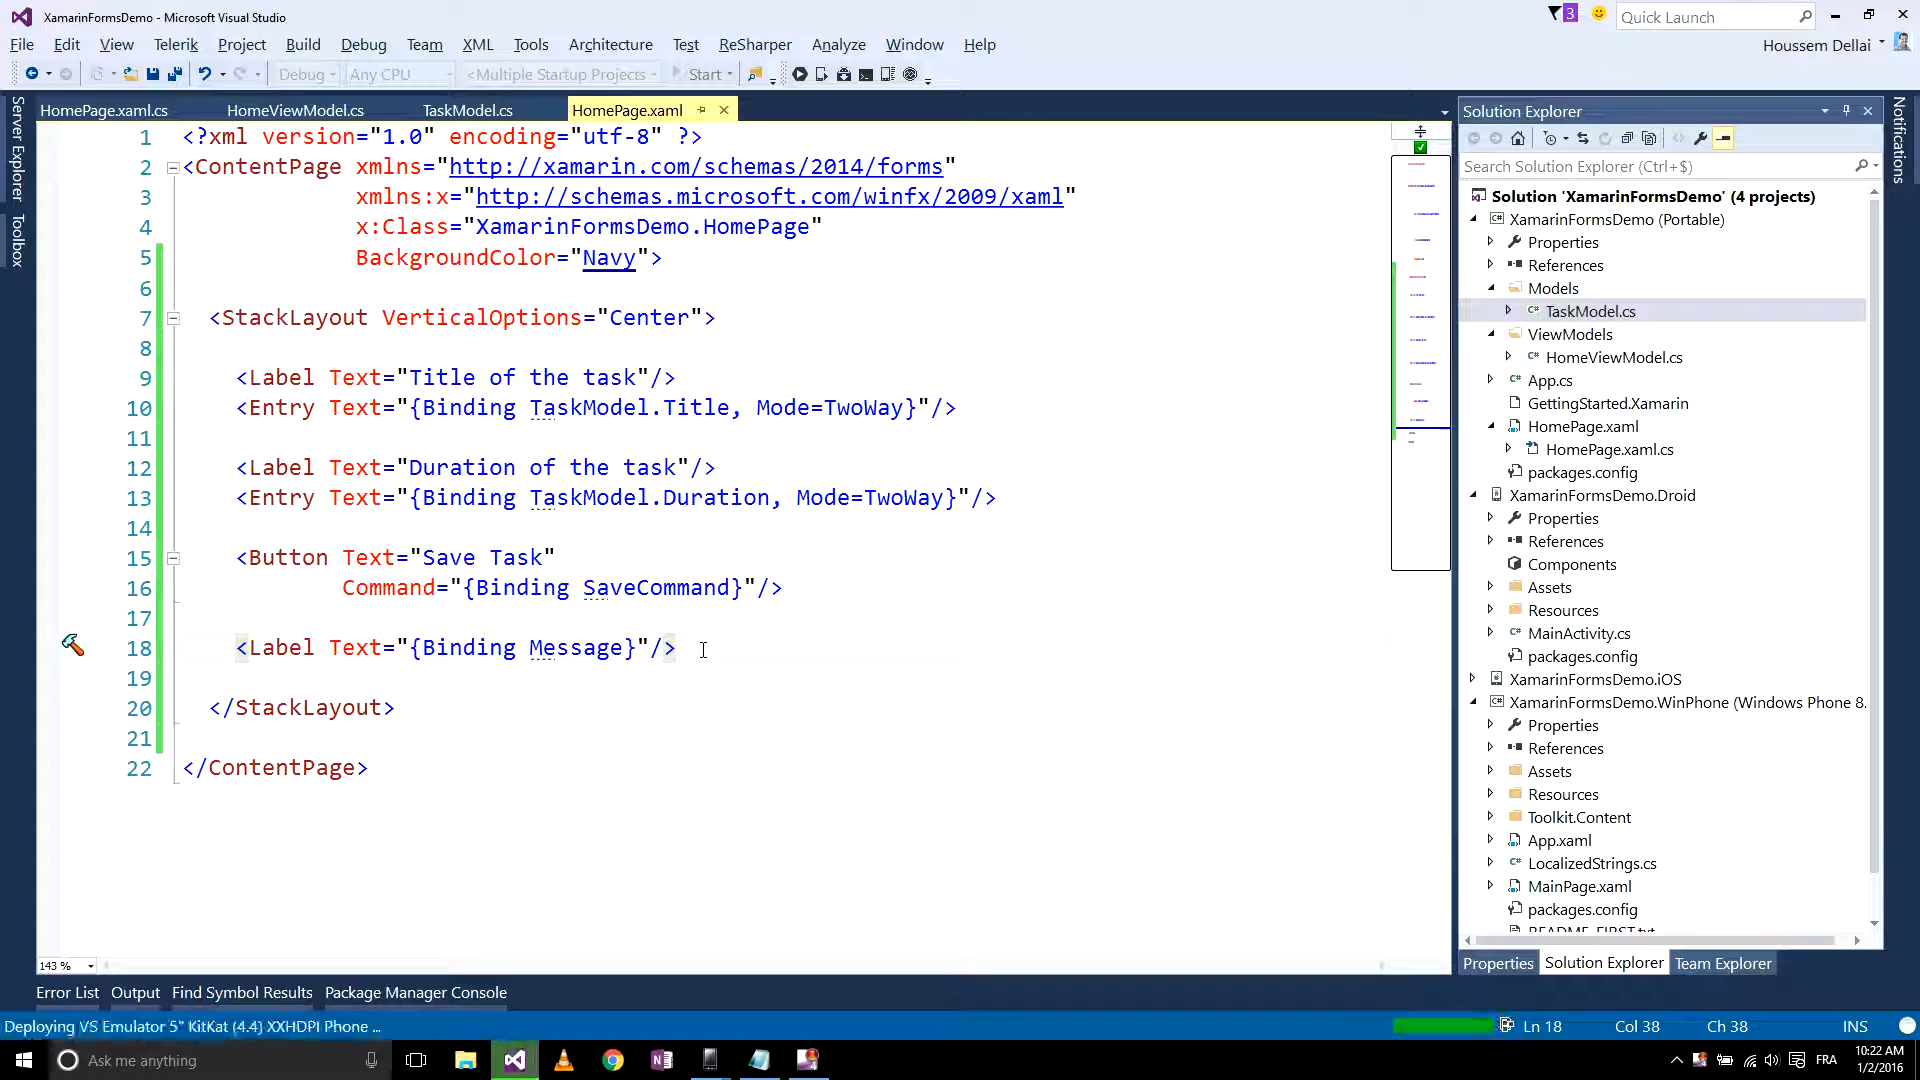 XamarinFormsDemo - Microsoft Visual Studio
3
Quick Launch
File Edit View Telerik Project Build Debug Team XML Tools Architecture Test ReSharper Analyze Window Help
Houssem Dellai
Debug Any CPU <Multiple Startup Projects> Start
Server Explorer
Toolbox
HomePage.xaml.cs HomeViewModel.cs TaskModel.cs HomePage.xaml
1 <?xml version="1.0" encoding="utf-8" ?>
2 <ContentPage xmlns="http://xamarin.com/schemas/2014/forms"
3 xmlns:x="http://schemas.microsoft.com/winfx/2009/xaml"
4 x:Class="XamarinFormsDemo.HomePage"
5 BackgroundColor="Navy">
6
7 <StackLayout VerticalOptions="Center">
8
9 <Label Text="Title of the task"/>
10 <Entry Text="{Binding TaskModel.Title, Mode=TwoWay}"/>
11
12 <Label Text="Duration of the task"/>
13 <Entry Text="{Binding TaskModel.Duration, Mode=TwoWay}"/>
14
15 <Button Text="Save Task"
16 Command="{Binding SaveCommand}"/>
17
18 <Label Text="{Binding Message}"/>
19
20 </StackLayout>
21
22 </ContentPage>
143 %
Solution Explorer
Notifications
Search Solution Explorer (Ctrl+$)
Solution 'XamarinFormsDemo' (4 projects)
XamarinFormsDemo (Portable)
Properties
References
Models
TaskModel.cs
ViewModels
HomeViewModel.cs
App.cs
GettingStarted.Xamarin
HomePage.xaml
HomePage.xaml.cs
packages.config
XamarinFormsDemo.Droid
Properties
References
Components
Assets
Resources
MainActivity.cs
packages.config
XamarinFormsDemo.iOS
XamarinFormsDemo.WinPhone (Windows Phone 8.
Properties
References
Assets
Resources
Toolkit.Content
App.xaml
LocalizedStrings.cs
MainPage.xaml
packages.config
README_FIRST.txt
Properties Solution Explorer Team Explorer
Error List Output Find Symbol Results Package Manager Console
Deploying VS Emulator 5" KitKat (4.4) XXHDPI Phone ...
Ln 18 Col 38 Ch 38 INS
Ask me anything
FRA
10:22 AM
1/2/2016